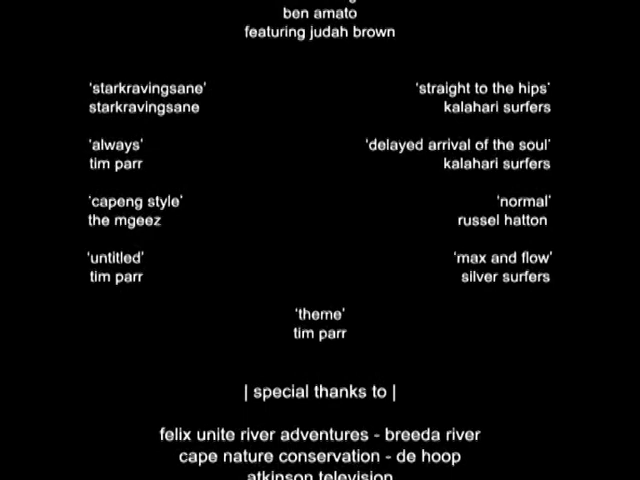 ben amato
featuring judah brown
'starkravingsane'
starkravingsane
'straight to the hips'
kalahari surfers
'always'
tim parr
'delayed arrival of the soul'
kalahari surfers
'capeng style'
the mgeez
'normal'
russel hatton
'untitled'
tim parr
'max and flow'
silver surfers
'theme'
tim parr
| special thanks to |
felix unite river adventures - breeda river
cape nature conservation - de hoop
atkinson television